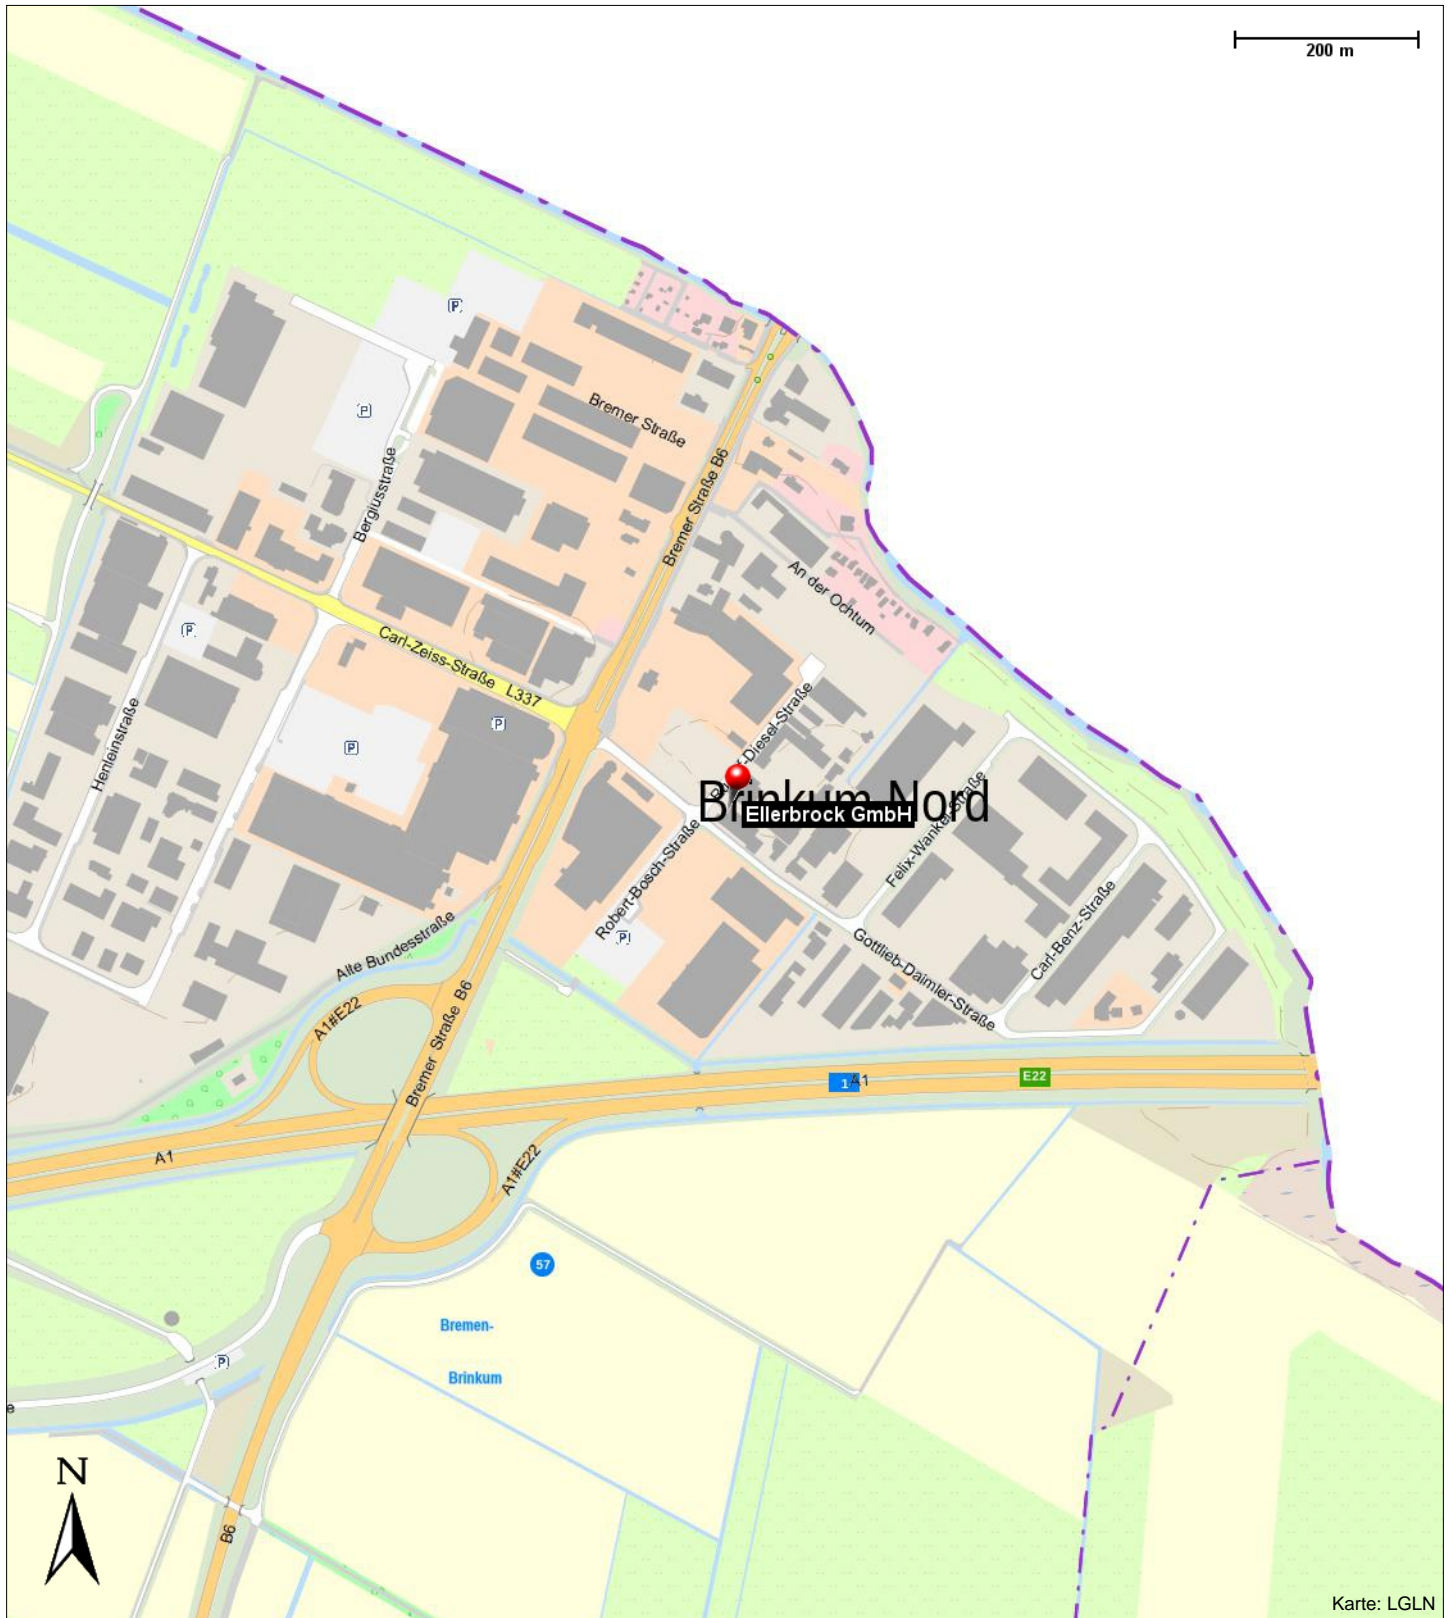 200 m
P
Bremer Straße
P
Bergiusstraße
Bremer Straße B6
An der Ochtum
P
Carl-Zeiss-Straße L337
Henleinstraße
P
P
-Diesel-Straße
Brinkum-Nord
Ellerbrock GmbH
Felix-Wankel-Straße
Robert-Bosch-Straße
P
Carl-Benz-Straße
Gottlieb-Daimler-Straße
Alte Bundesstraße
A1#E22
Bremer Straße B6
1 A1
E22
A1
A1#E22
57
Bremen-
Brinkum
P
e
N
B6
Karte: LGLN